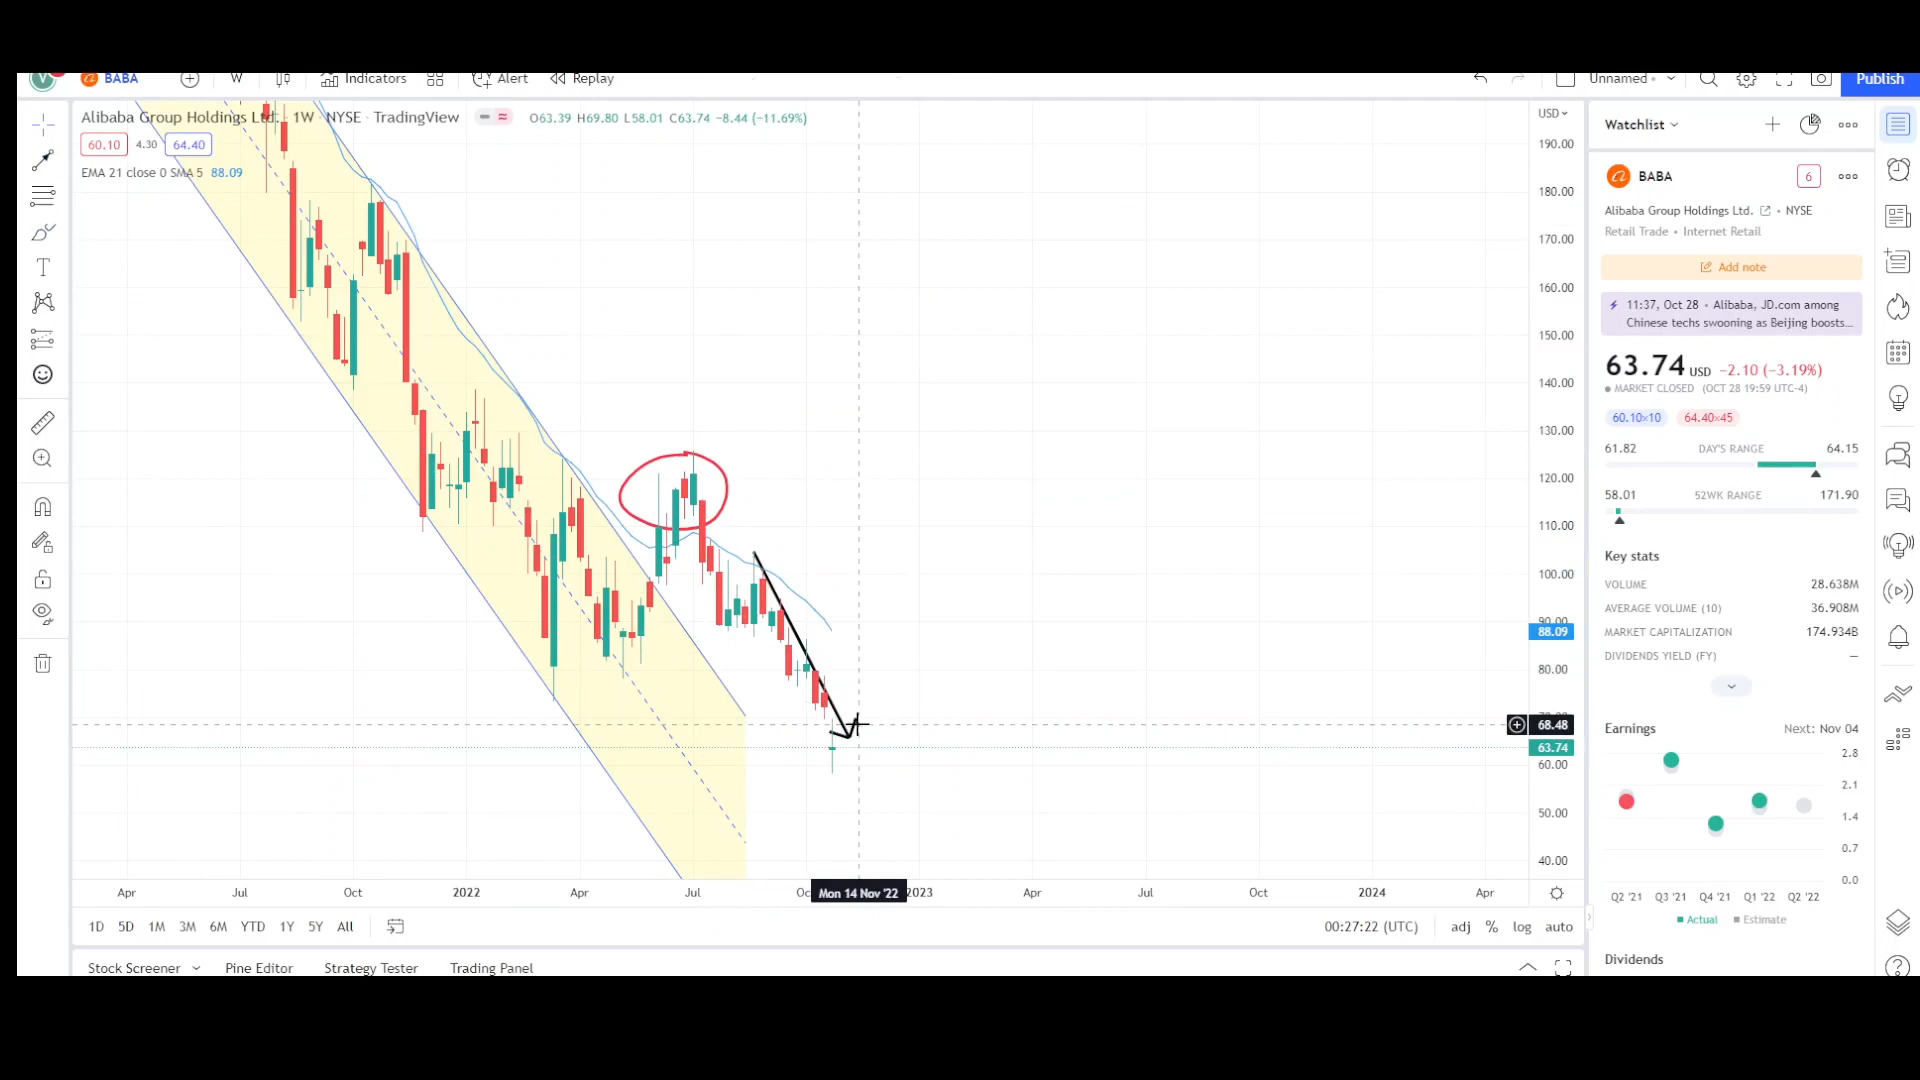 V BABA W Indicators Alert Replay Unnamed Publish
Alibaba Group Holdings Ltd. · 1W · NYSE · TradingView O63.39 H69.80 L58.01 C63.74 −8.44 (−11.69%)
60.10 4.30 64.40
EMA 21 close 0 SMA 5 88.09
USD
190.00
180.00
170.00
160.00
150.00
140.00
130.00
120.00
110.00
100.00
90.00
88.09
80.00
68.48
63.74
60.00
50.00
40.00
Apr Jul Oct 2022 Apr Jul Mon 14 Nov '22 2023 Apr Jul Oct 2024 Apr
1D 5D 1M 3M 6M YTD 1Y 5Y All 00:27:22 (UTC) adj % log auto
Stock Screener Pine Editor Strategy Tester Trading Panel
Watchlist
BABA 6
Alibaba Group Holdings Ltd. • NYSE
Retail Trade • Internet Retail
Add note
11:37, Oct 28 • Alibaba, JD.com among
Chinese techs swooning as Beijing boosts...
63.74 USD −2.10 (−3.19%)
MARKET CLOSED (OCT 28 19:59 UTC-4)
60.10×10 64.40×45
61.82 DAY'S RANGE 64.15
58.01 52WK RANGE 171.90
Key stats
VOLUME 28.638M
AVERAGE VOLUME (10) 36.908M
MARKET CAPITALIZATION 174.934B
DIVIDENDS YIELD (FY) —
Earnings Next: Nov 04
2.8
2.1
1.4
0.7
0.0
Q2 '21 Q3 '21 Q4 '21 Q1 '22 Q2 '22
Actual Estimate
Dividends